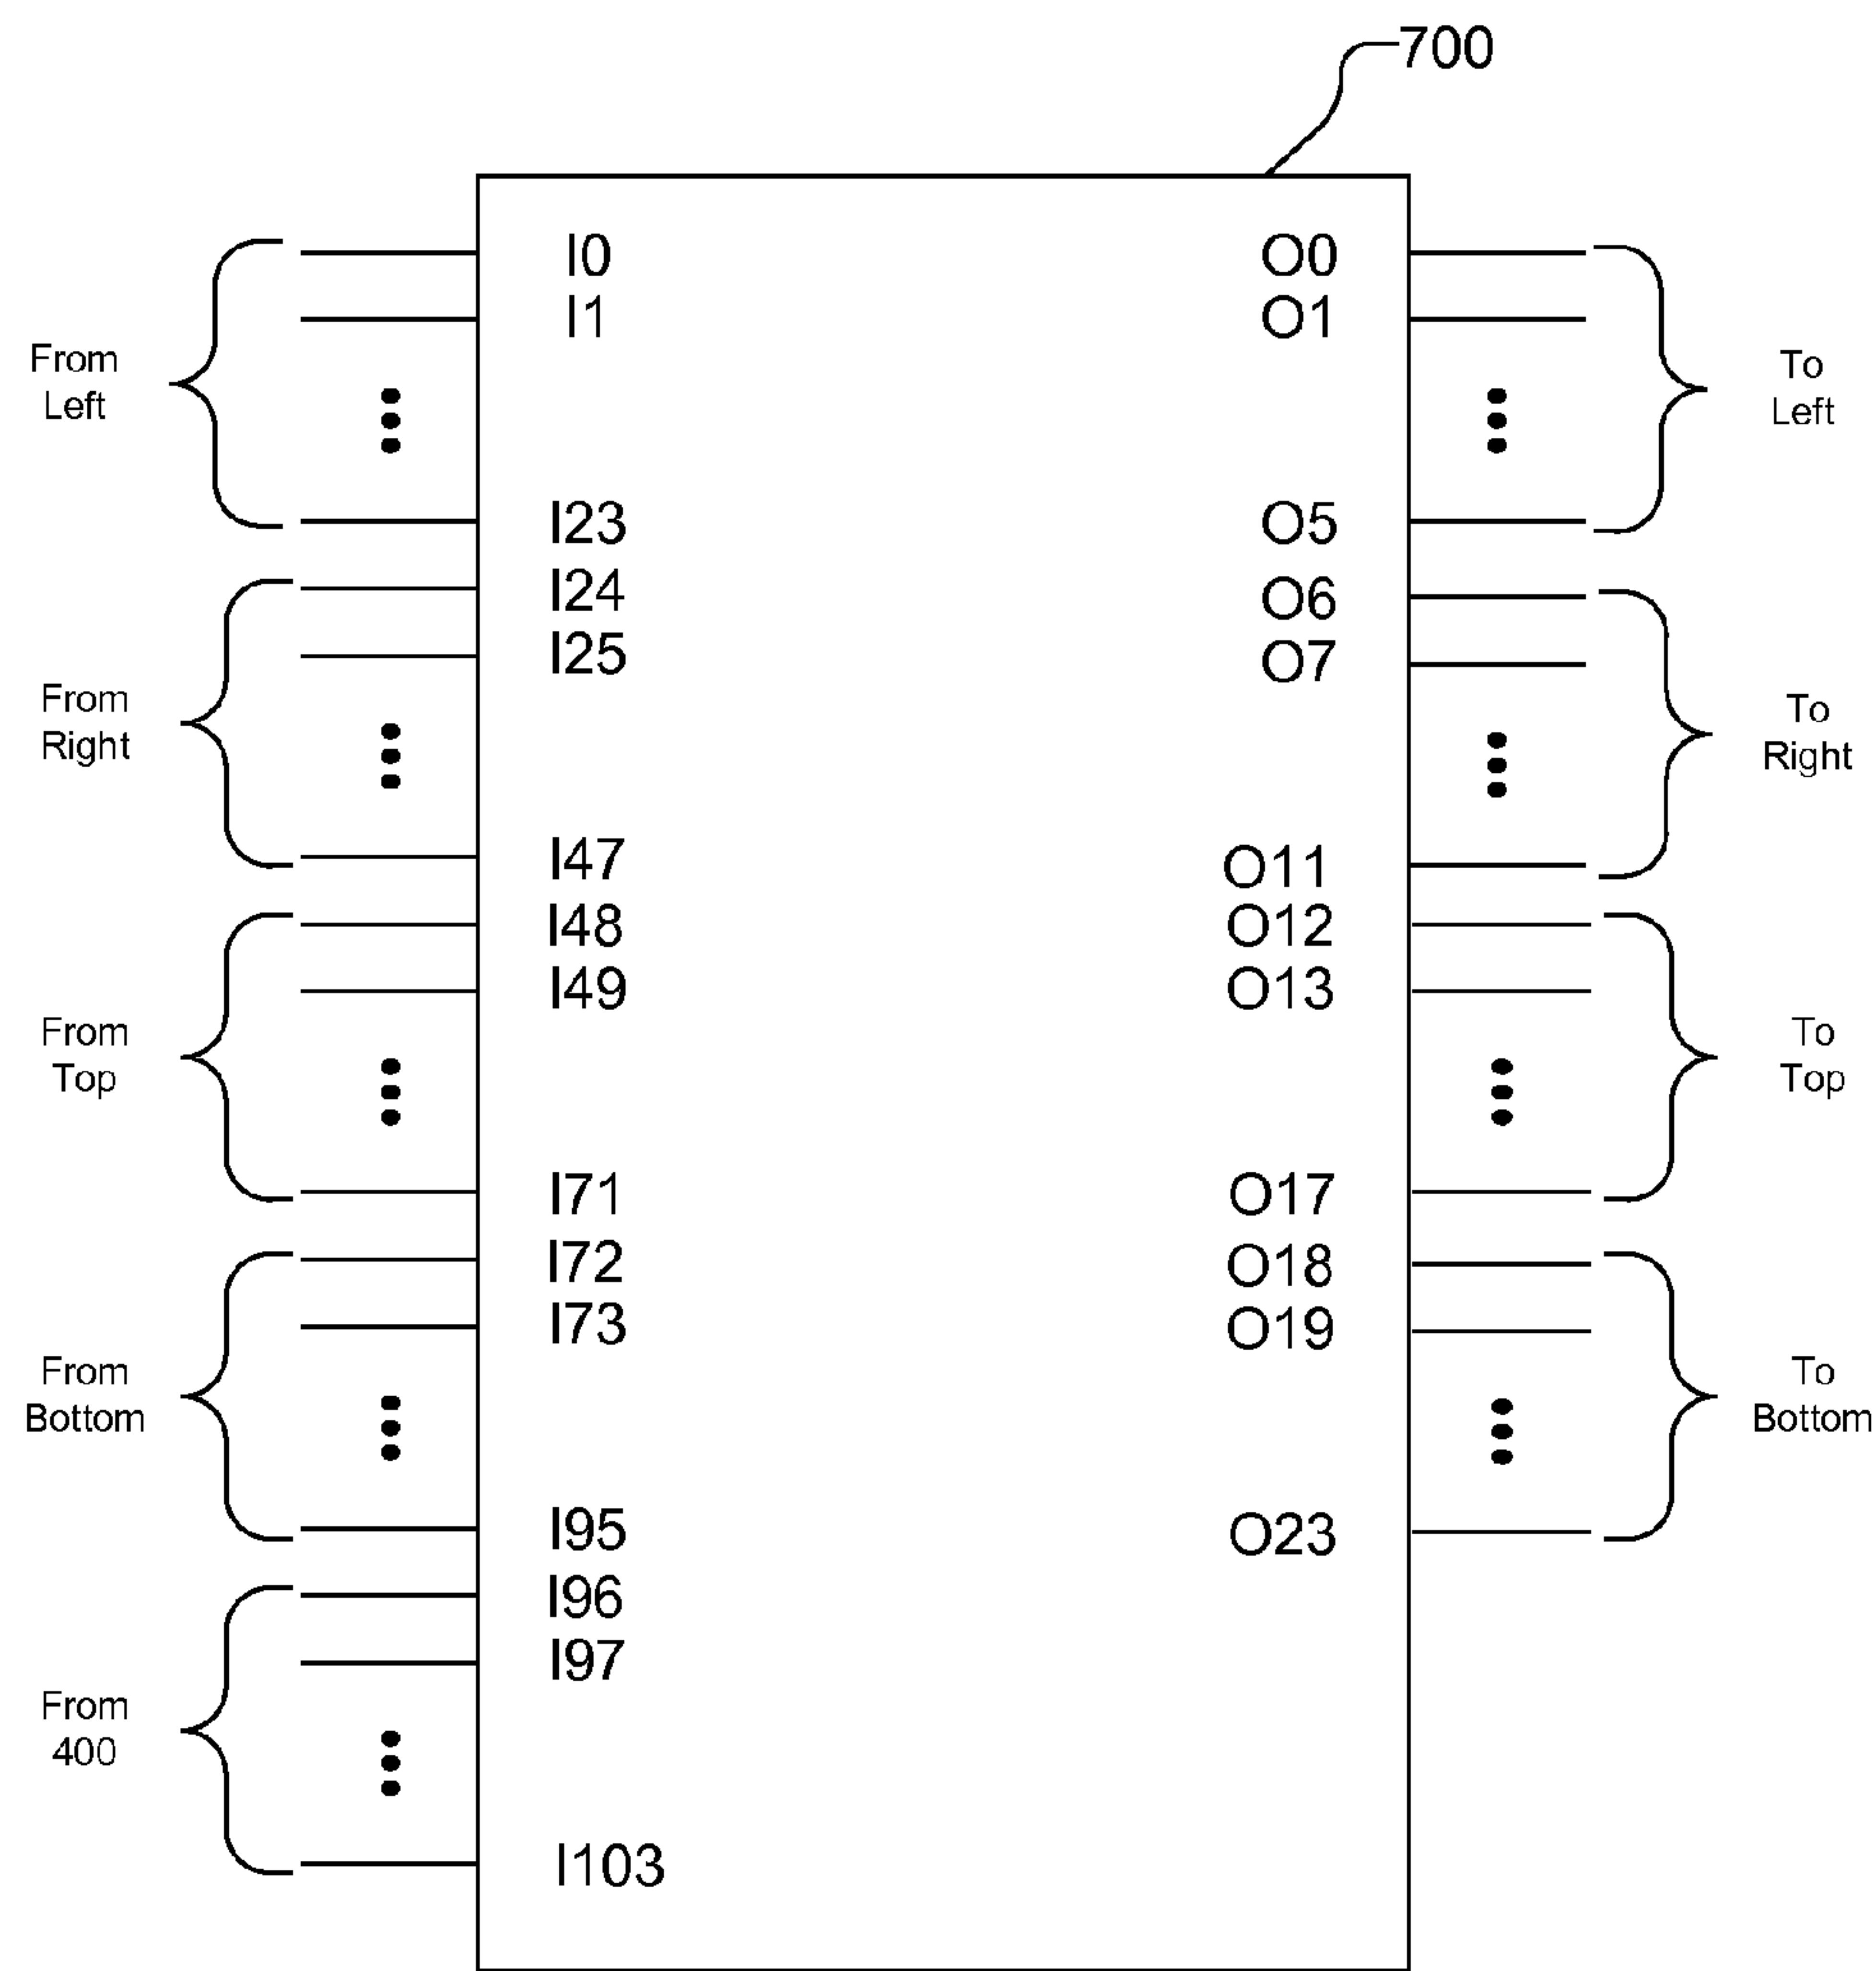 700
I0
O0
I1
O1
From
Left
To
Left
I23
O5
I24
O6
I25
O7
From
Right
To
Right
I47
O11
I48
O12
I49
O13
From
Top
To
Top
I71
O17
I72
O18
I73
O19
From
Bottom
To
Bottom
I95
O23
I96
I97
From
400
I103